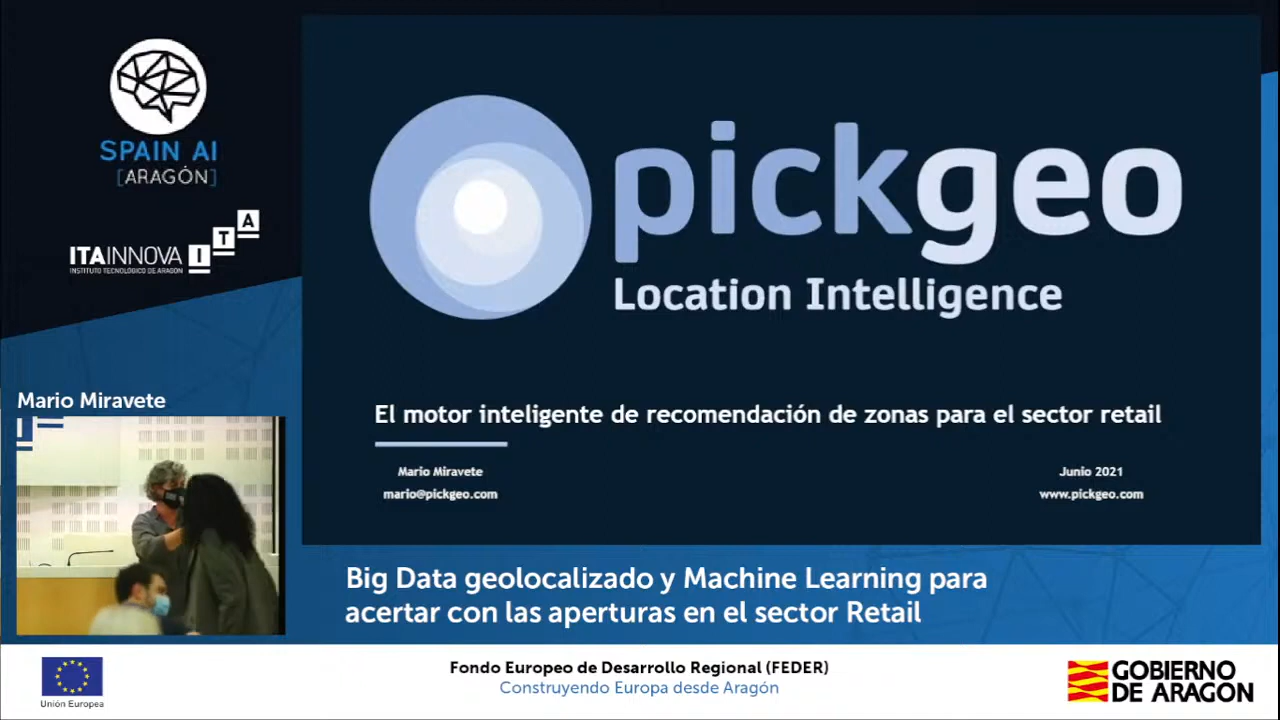 SPAIN AI
[ARAGÓN]
ITAINNOVA
INSTITUTO TECNOLÓGICO DE ARAGÓN
I T A
pickgeo
Location Intelligence
El motor inteligente de recomendación de zonas para el sector retail
Mario Miravete
mario@pickgeo.com
Junio 2021
www.pickgeo.com
Mario Miravete
Big Data geolocalizado y Machine Learning para
acertar con las aperturas en el sector Retail
Unión Europea
Fondo Europeo de Desarrollo Regional (FEDER)
Construyendo Europa desde Aragón
GOBIERNO
DE ARAGON